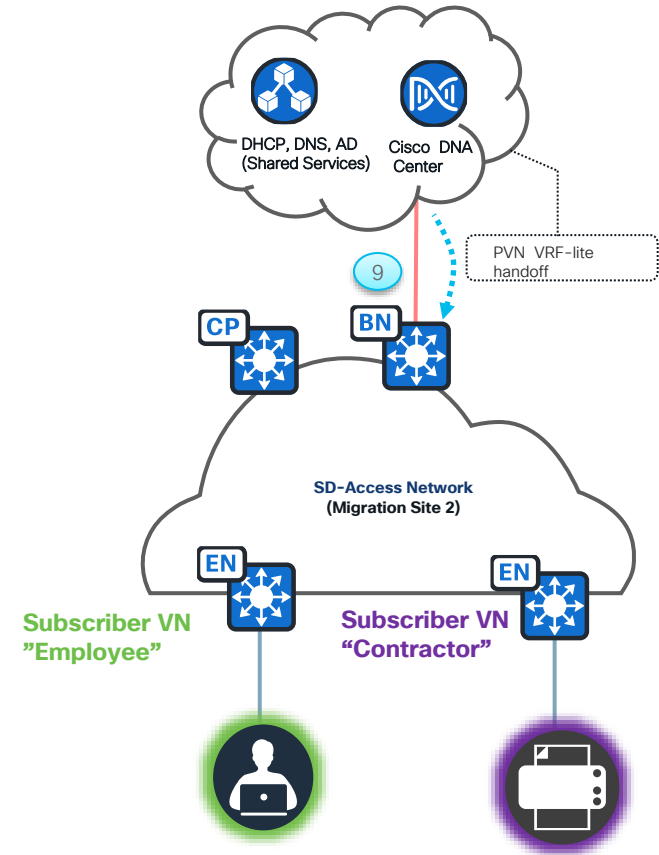 DHCP, DNS, AD
(Shared Services)
Cisco DNA
Center
PVN VRF-lite
handoff
9
CP
BN
SD-Access Network
(Migration Site 2)
EN
EN
Subscriber VN
”Employee”
Subscriber VN
“Contractor”